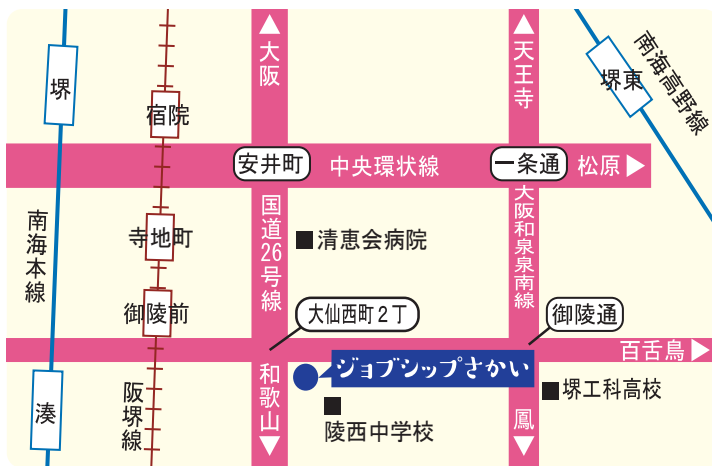 大阪
天王寺
堺
宿院
堺東
南海高野線
安井町
中央環状線
一条通
松原
南海本線
寺地町
国道26号線
清恵会病院
大阪和泉泉南線
御陵前
大仙西町2丁
御陵通
百舌鳥
湊
阪堺線
和歌山
ジョブシップさかい
鳳
堺工科高校
陵西中学校